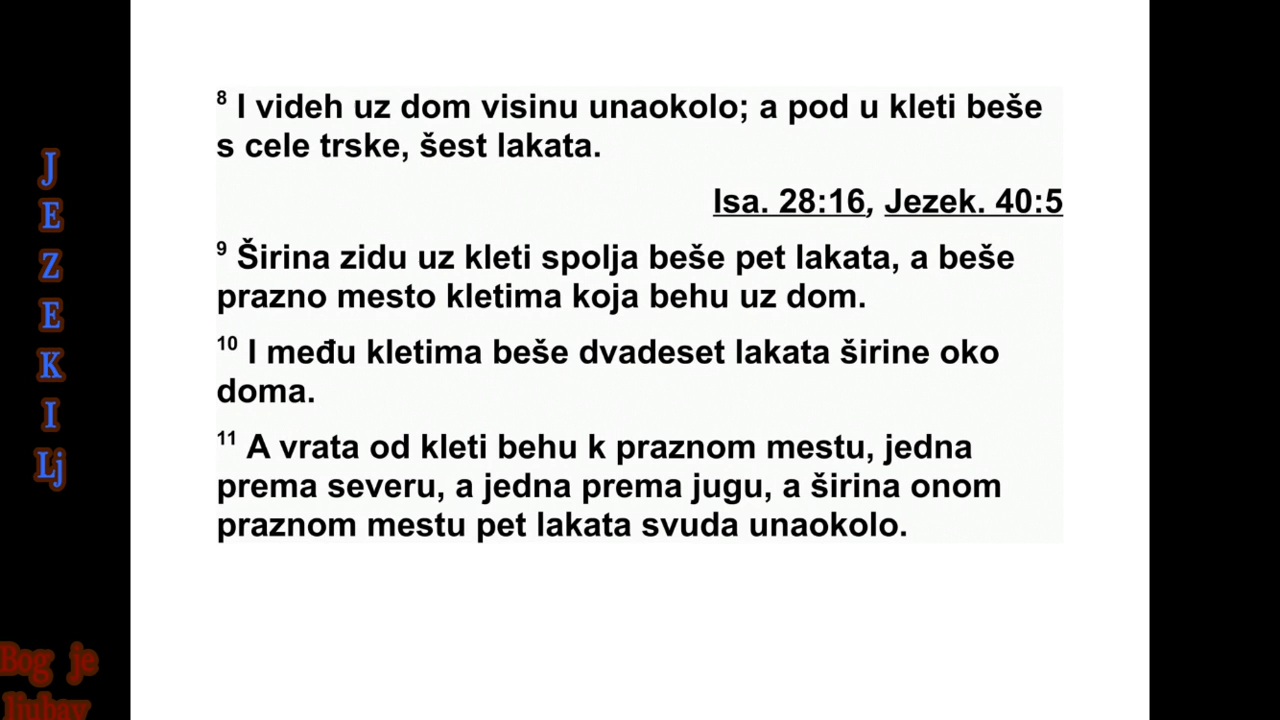 J
E
Z
E
K
I
Lj
Bog je
ljubav
8 I videh uz dom visinu unaokolo; a pod u kleti beše
s cele trske, šest lakata.
Isa. 28:16, Jezek. 40:5
9 Širina zidu uz kleti spolja beše pet lakata, a beše
prazno mesto kletima koja behu uz dom.
10 I među kletima beše dvadeset lakata širine oko
doma.
11 A vrata od kleti behu k praznom mestu, jedna
prema severu, a jedna prema jugu, a širina onom
praznom mestu pet lakata svuda unaokolo.